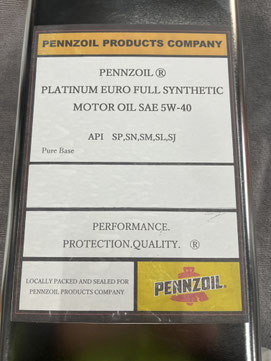 PENNZOIL PRODUCTS COMPANY
PENNZOIL ®
PLATINUM EURO FULL SYNTHETIC
MOTOR OIL SAE 5W-40
API SP,SN,SM,SL,SJ
Pure Base
PERFORMANCE.
PROTECTION.QUALITY. ®
LOCALLY PACKED AND SEALED FOR
PENNZOIL PRODUCTS COMPANY
PENNZOIL.